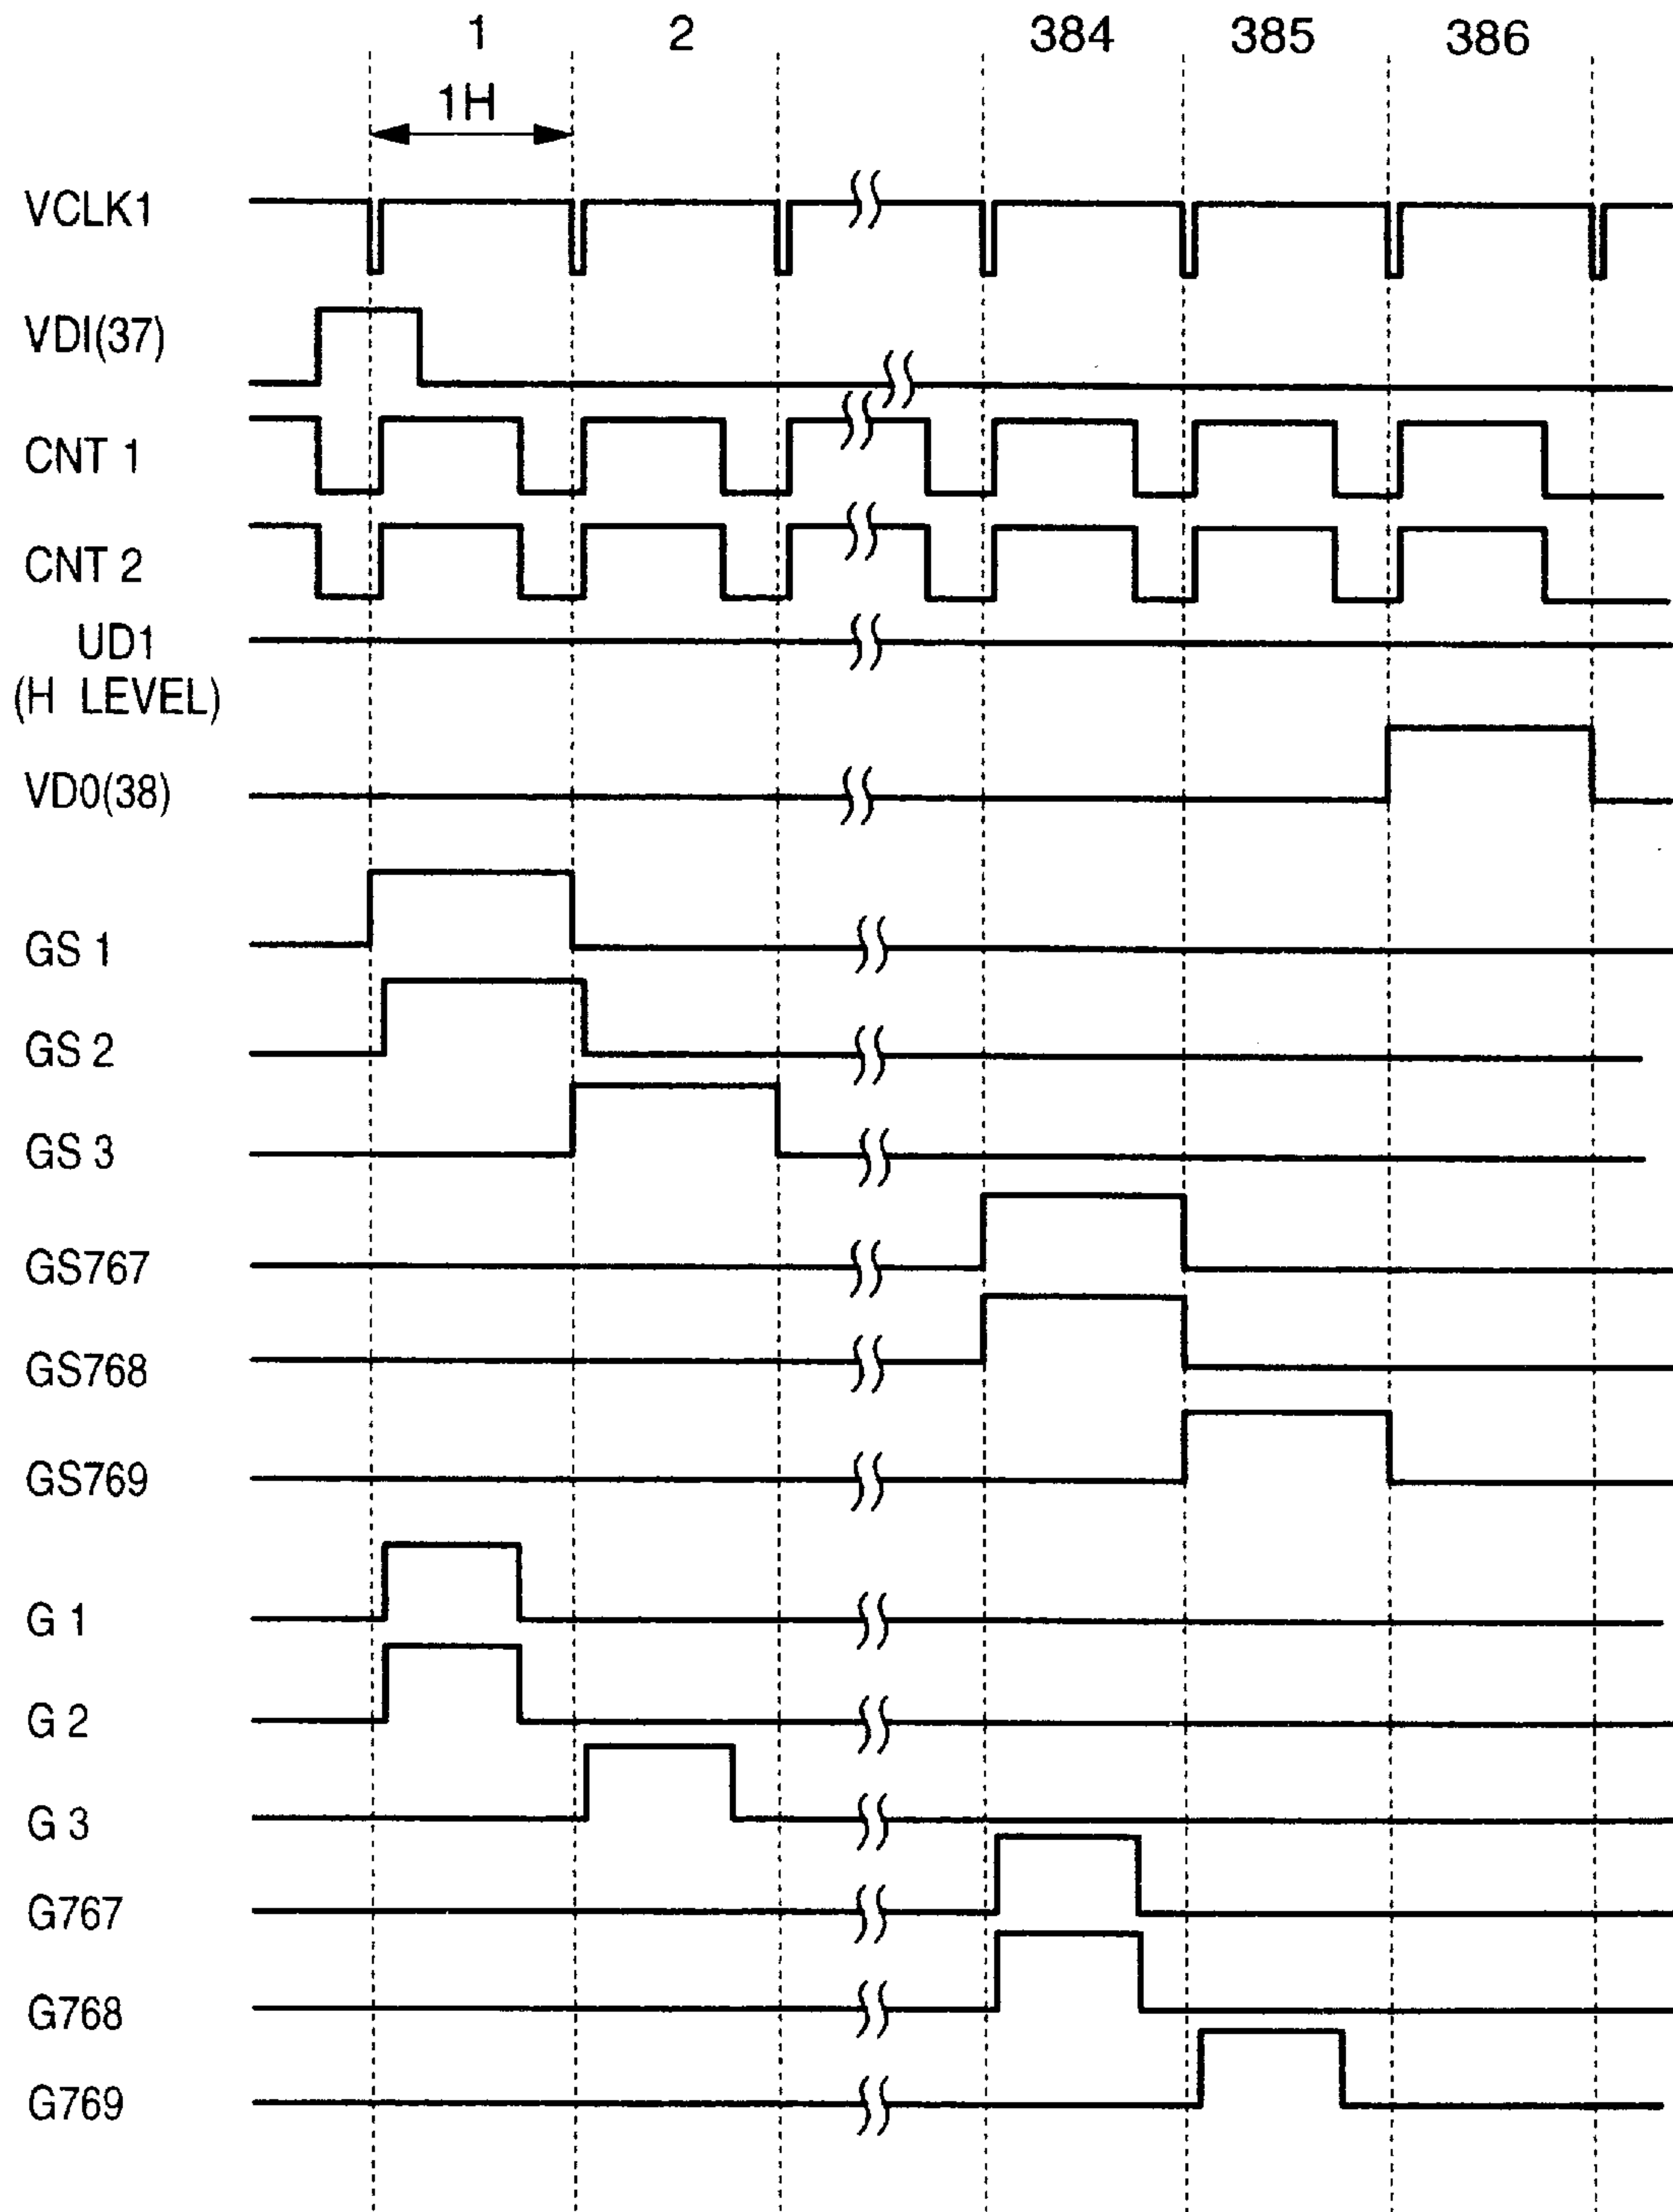 1 2 384 385 386
1H
VCLK1
VDI(37)
CNT 1
CNT 2
UD1
(H LEVEL)
VD0(38)
GS 1
GS 2
GS 3
GS767
GS768
GS769
G 1
G 2
G 3
G767
G768
G769